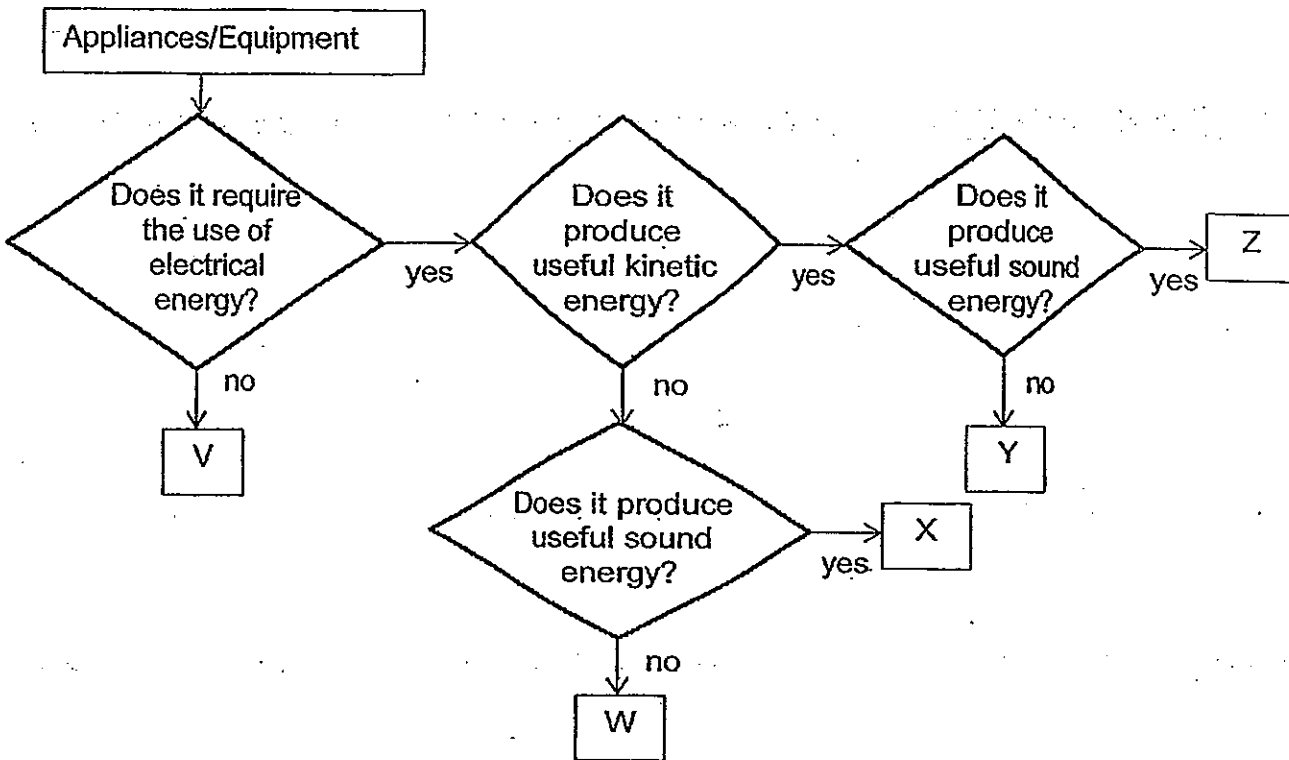 Appliances/Equipment
Does it require
the use of
electrical
energy?
yes
Does it
produce
useful kinetic
energy?
yes
Does it
produce
useful sound
energy?
yes
Z
no
V
no
no
Y
Does it produce
useful sound
energy?
yes
X
no
W